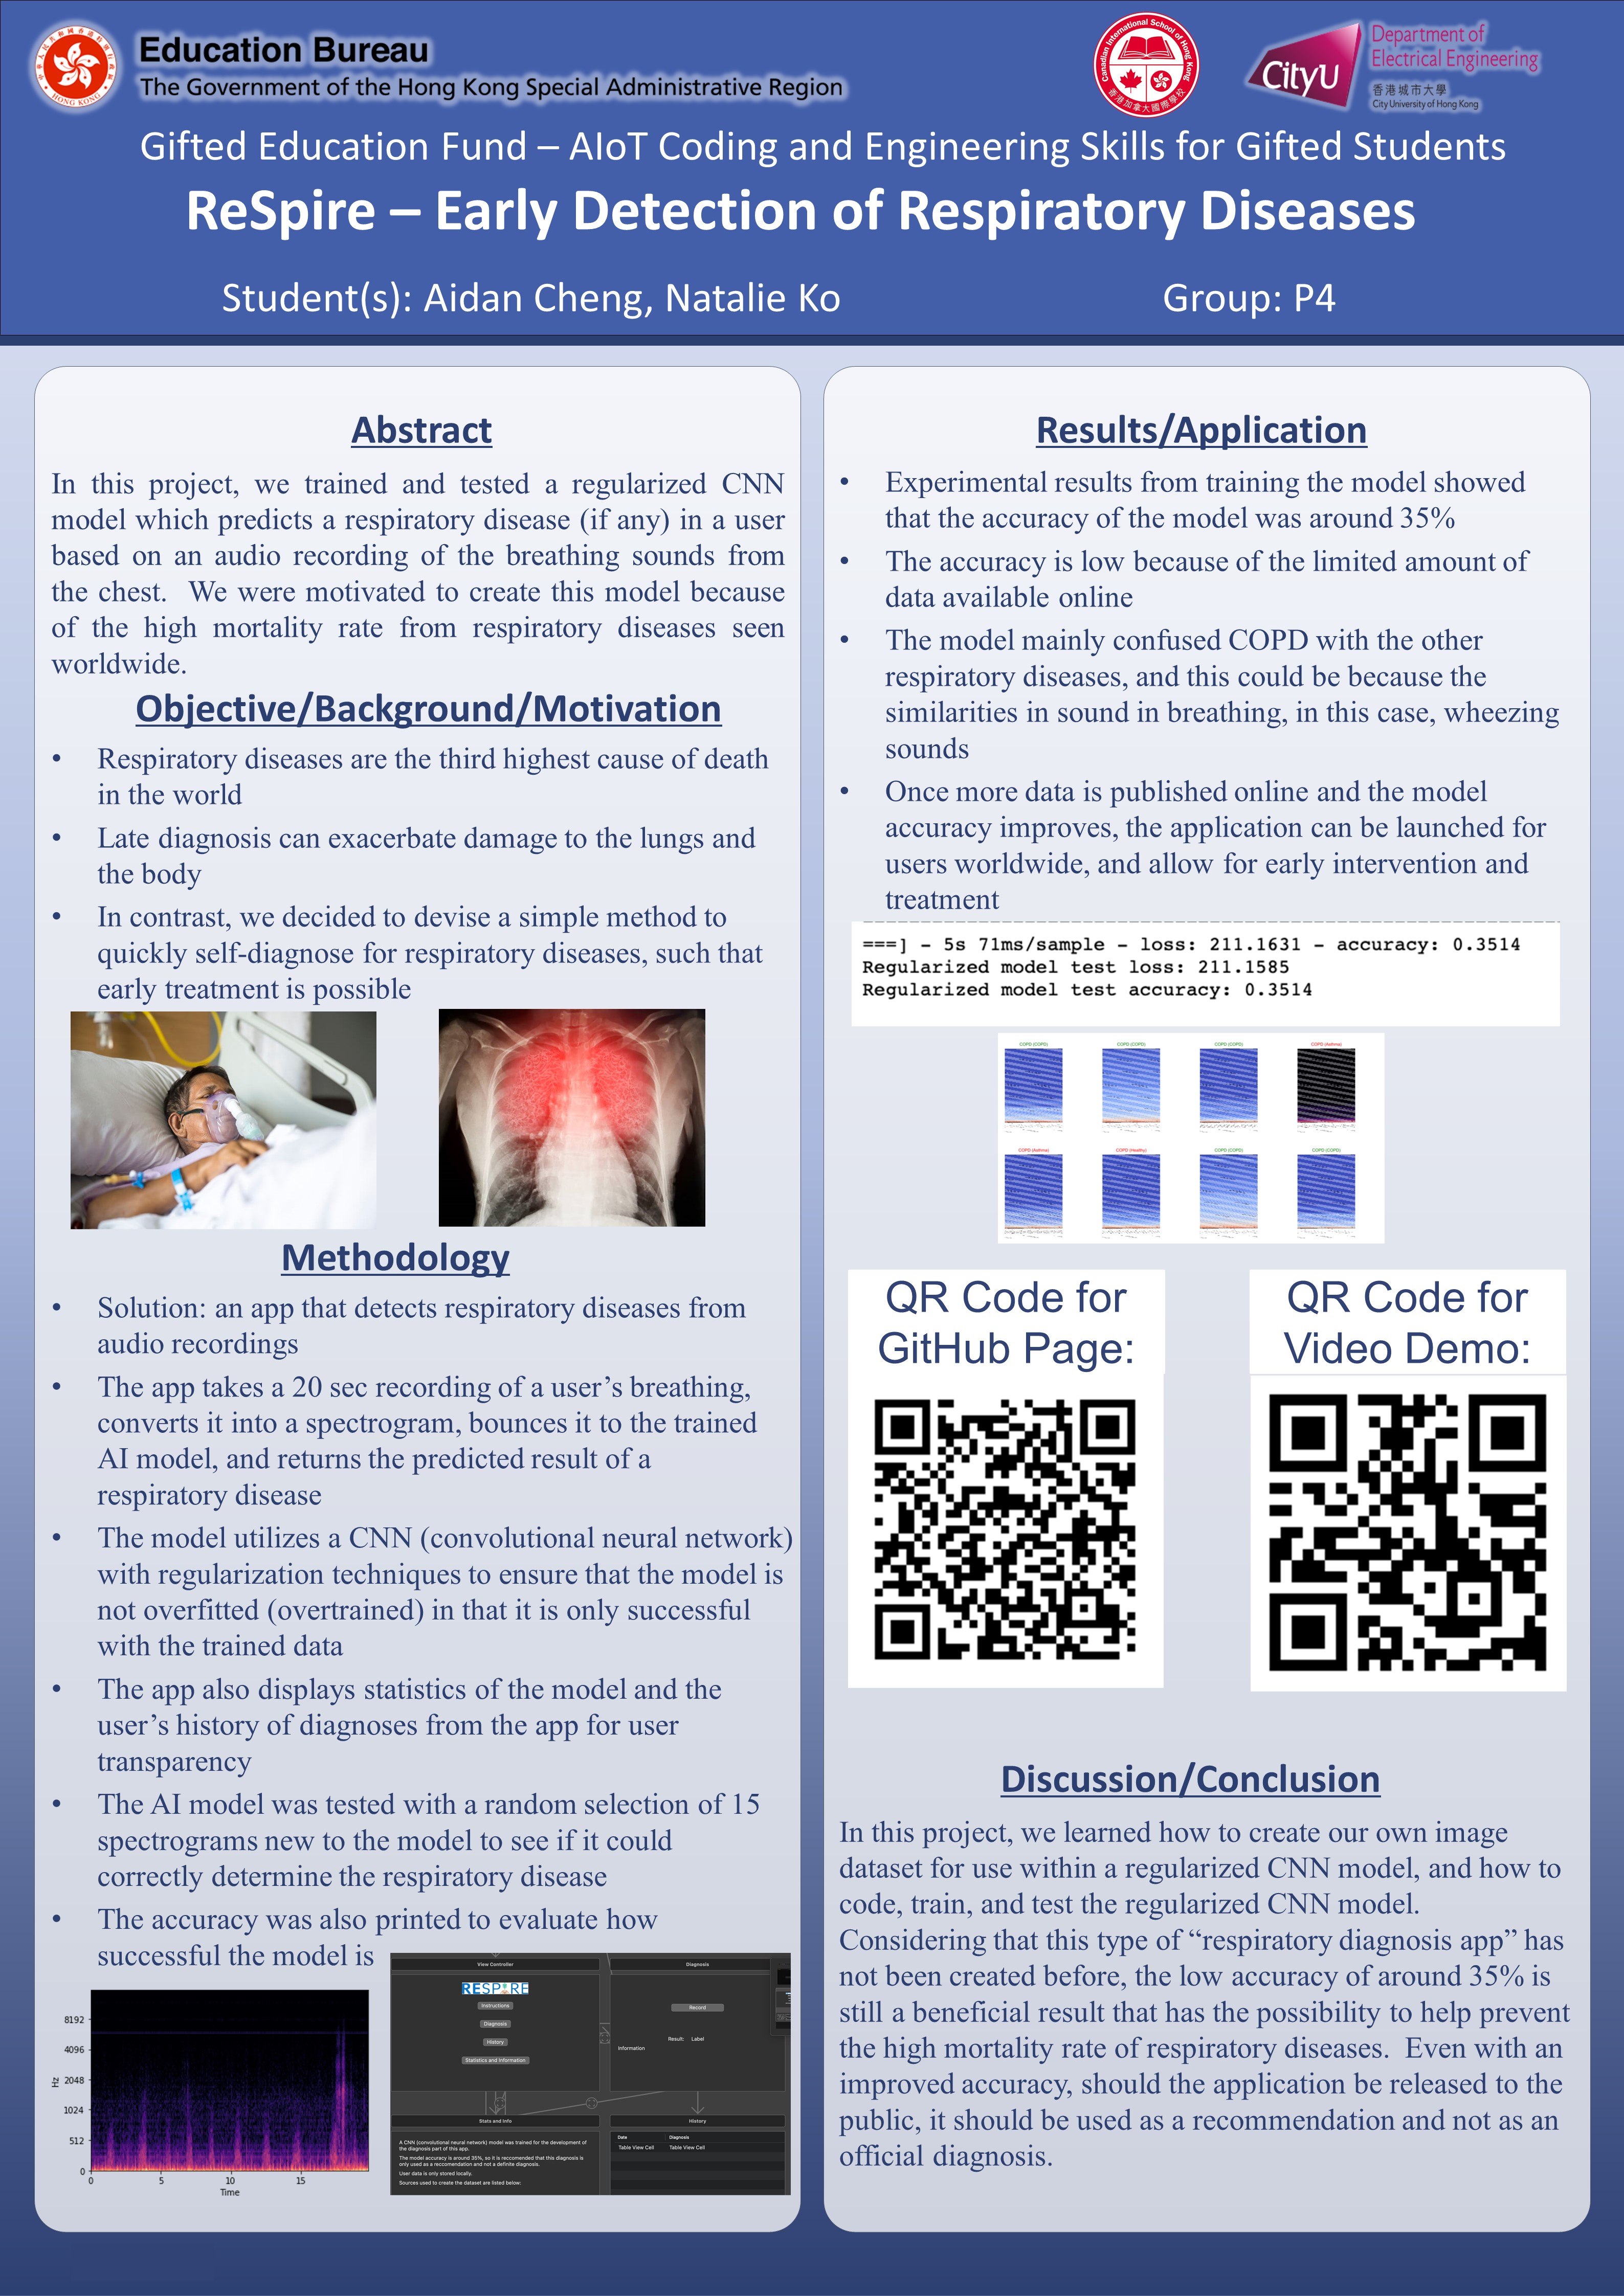 Education Bureau
The Government of the Hong Kong Special Administrative Region
Canadian International School of Hong Kong
香港加拿大國際學校
HONG KONG
CityU
Department of
Electrical Engineering
香港城市大學
City University of Hong Kong
Gifted Education Fund – AIoT Coding and Engineering Skills for Gifted Students
ReSpire – Early Detection of Respiratory Diseases
Student(s): Aidan Cheng, Natalie Ko
Group: P4
Abstract
In this project, we trained and tested a regularized CNN
model which predicts a respiratory disease (if any) in a user
based on an audio recording of the breathing sounds from
the chest. We were motivated to create this model because
of the high mortality rate from respiratory diseases seen
worldwide.
Objective/Background/Motivation
• Respiratory diseases are the third highest cause of death
in the world
• Late diagnosis can exacerbate damage to the lungs and
the body
• In contrast, we decided to devise a simple method to
quickly self-diagnose for respiratory diseases, such that
early treatment is possible
Methodology
• Solution: an app that detects respiratory diseases from
audio recordings
• The app takes a 20 sec recording of a user’s breathing,
converts it into a spectrogram, bounces it to the trained
AI model, and returns the predicted result of a
respiratory disease
• The model utilizes a CNN (convolutional neural network)
with regularization techniques to ensure that the model is
not overfitted (overtrained) in that it is only successful
with the trained data
• The app also displays statistics of the model and the
user’s history of diagnoses from the app for user
transparency
• The AI model was tested with a random selection of 15
spectrograms new to the model to see if it could
correctly determine the respiratory disease
• The accuracy was also printed to evaluate how
successful the model is
8192
4096
2048
1024
512
0
Hz
0 5 10 15
Time
View Controller
RESPIRE
Instructions
Diagnosis
History
Statistics and Information
Diagnosis
Record
Result: Label
Information
Stats and Info
A CNN (convolutional neural network) model was trained for the development of
the diagnosis part of this app.
The model accuracy is around 35%, so it is reccomended that this diagnosis is
only used as a reccomendation and not a definite diagnosis.
User data is only stored locally.
Sources used to create the dataset are listed below:
History
Date Diagnosis
Table View Cell Table View Cell
Results/Application
• Experimental results from training the model showed
that the accuracy of the model was around 35%
• The accuracy is low because of the limited amount of
data available online
• The model mainly confused COPD with the other
respiratory diseases, and this could be because the
similarities in sound in breathing, in this case, wheezing
sounds
• Once more data is published online and the model
accuracy improves, the application can be launched for
users worldwide, and allow for early intervention and
treatment
===] - 5s 71ms/sample - loss: 211.1631 - accuracy: 0.3514
Regularized model test loss: 211.1585
Regularized model test accuracy: 0.3514
COPD (COPD) COPD (COPD) COPD (COPD) COPD (Asthma)
COPD (Asthma) COPD (Healthy) COPD (COPD) COPD (COPD)
QR Code for
GitHub Page:
QR Code for
Video Demo:
Discussion/Conclusion
In this project, we learned how to create our own image
dataset for use within a regularized CNN model, and how to
code, train, and test the regularized CNN model.
Considering that this type of “respiratory diagnosis app” has
not been created before, the low accuracy of around 35% is
still a beneficial result that has the possibility to help prevent
the high mortality rate of respiratory diseases. Even with an
improved accuracy, should the application be released to the
public, it should be used as a recommendation and not as an
official diagnosis.